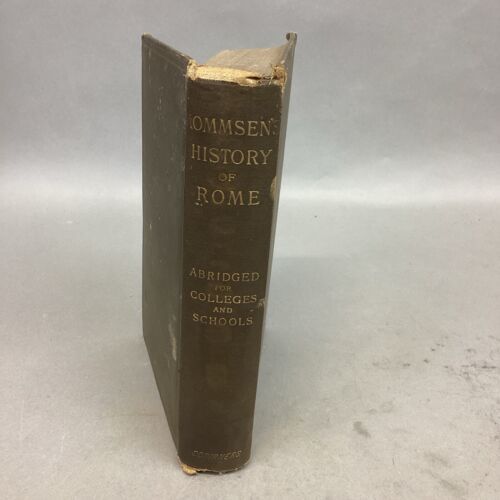 OMMSEN'S
HISTORY
OF
ROME
ABRIDGED
FOR
COLLEGES
AND
SCHOOLS